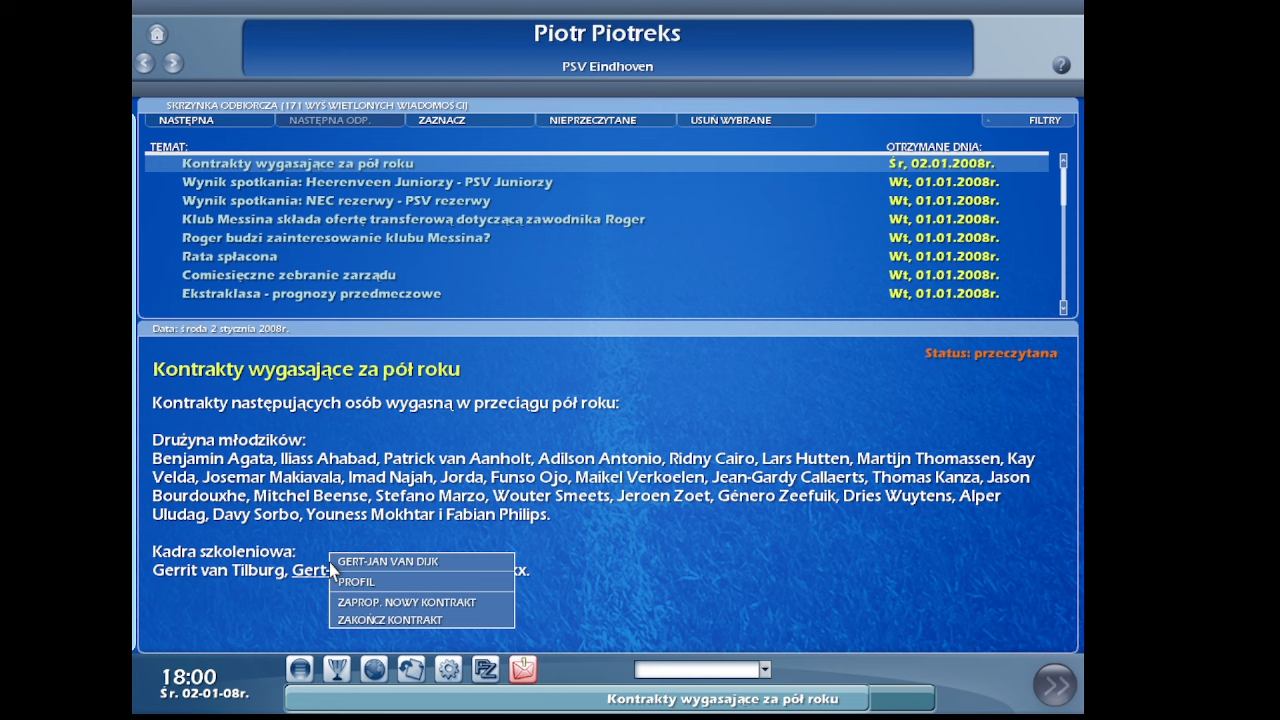 Piotr Piotreks
PSV Eindhoven
?
SKRZYNKA ODBIORCZA (171 WYŚWIETLONYCH WIADOMOŚCI)
NASTĘPNA NASTĘPNA ODP. ZAZNACZ NIEPRZECZYTANE USUŃ WYBRANE FILTRY
TEMAT: OTRZYMANE DNIA:
Kontrakty wygasające za pół roku Śr, 02.01.2008r.
Wynik spotkania: Heerenveen Juniorzy - PSV Juniorzy Wt, 01.01.2008r.
Wynik spotkania: NEC rezerwy - PSV rezerwy Wt, 01.01.2008r.
Klub Messina składa ofertę transferową dotyczącą zawodnika Roger Wt, 01.01.2008r.
Roger budzi zainteresowanie klubu Messina? Wt, 01.01.2008r.
Rata spłacona Wt, 01.01.2008r.
Comiesięczne zebranie zarządu Wt, 01.01.2008r.
Ekstraklasa - prognozy przedmeczowe Wt, 01.01.2008r.
Data: środa 2 stycznia 2008r.
Status: przeczytana
Kontrakty wygasające za pół roku
Kontrakty następujących osób wygasną w przeciągu pół roku:
Drużyna młodzików:
Benjamin Agata, Iliass Ahabad, Patrick van Aanholt, Adilson Antonio, Ridny Cairo, Lars Hutten, Martijn Thomassen, Kay
Velda, Josemar Makiavala, Imad Najah, Jorda, Funso Ojo, Maikel Verkoelen, Jean-Gardy Callaerts, Thomas Kanza, Jason
Bourdouxhe, Mitchel Beense, Stefano Marzo, Wouter Smeets, Jeroen Zoet, Género Zeefuik, Dries Wuytens, Alper
Uludag, Davy Sorbo, Youness Mokhtar i Fabian Philips.
Kadra szkoleniowa:
Gerrit van Tilburg, Gert- xx.
GERT-JAN VAN DIJK
PROFIL
ZAPROP. NOWY KONTRAKT
ZAKOŃCZ KONTRAKT
18:00
Śr. 02-01-08r.
PZ
Kontrakty wygasające za pół roku